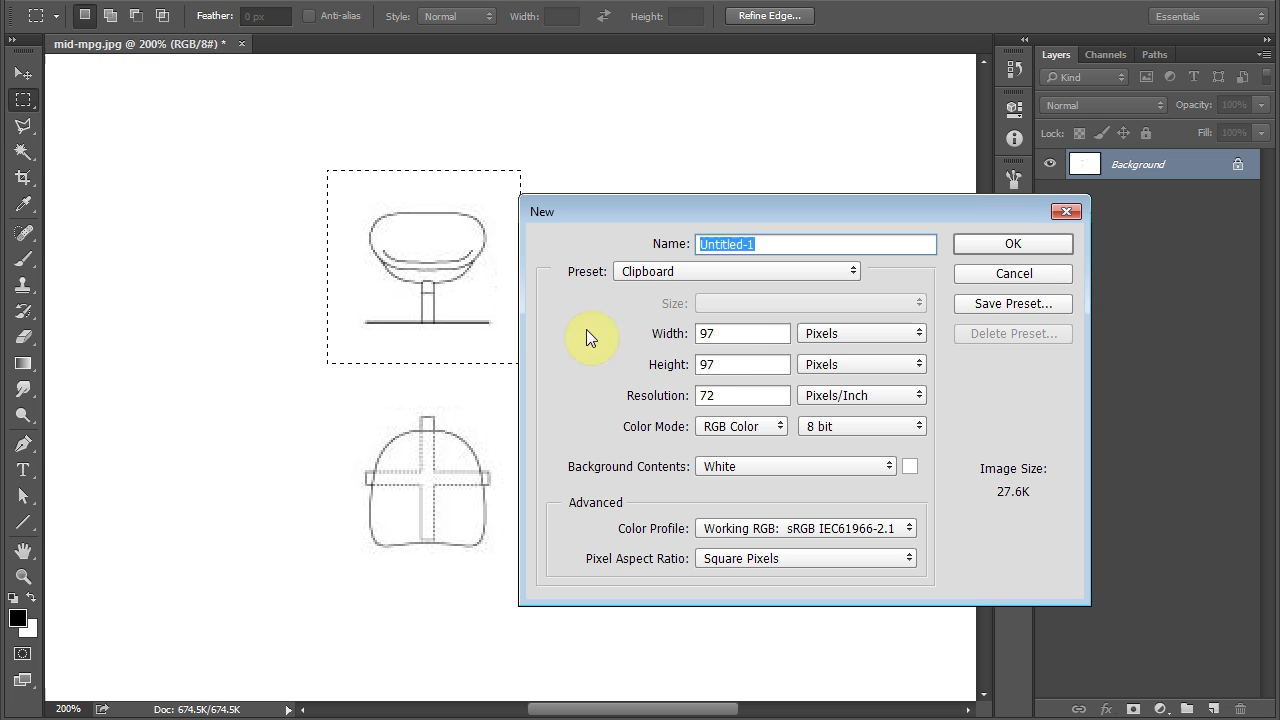 Feather: 0 px Anti-alias Style: Normal Width: Height: Refine Edge... Essentials
mid-mpg.jpg @ 200% (RGB/8#) * ×
Layers Channels Paths
Kind
Normal Opacity: 100%
Lock: Fill: 100%
Background
New
Name: Untitled-1 OK
Preset: Clipboard Cancel
Size: Save Preset...
Width: 97 Pixels Delete Preset...
Height: 97 Pixels
Resolution: 72 Pixels/Inch
Color Mode: RGB Color 8 bit
Background Contents: White Image Size:
27.6K
Advanced
Color Profile: Working RGB: sRGB IEC61966-2.1
Pixel Aspect Ratio: Square Pixels
200% Doc: 674.5K/674.5K